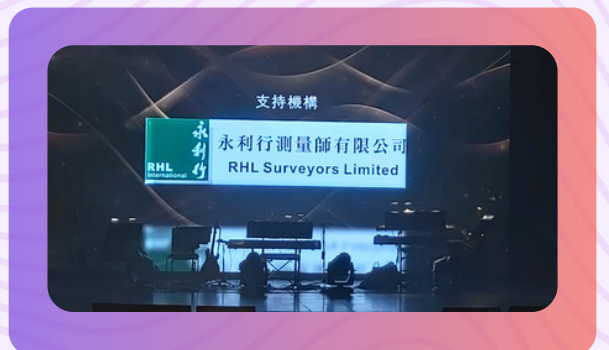 支持機構
永利行
RHL
International
永利行測量師有限公司
RHL Surveyors Limited